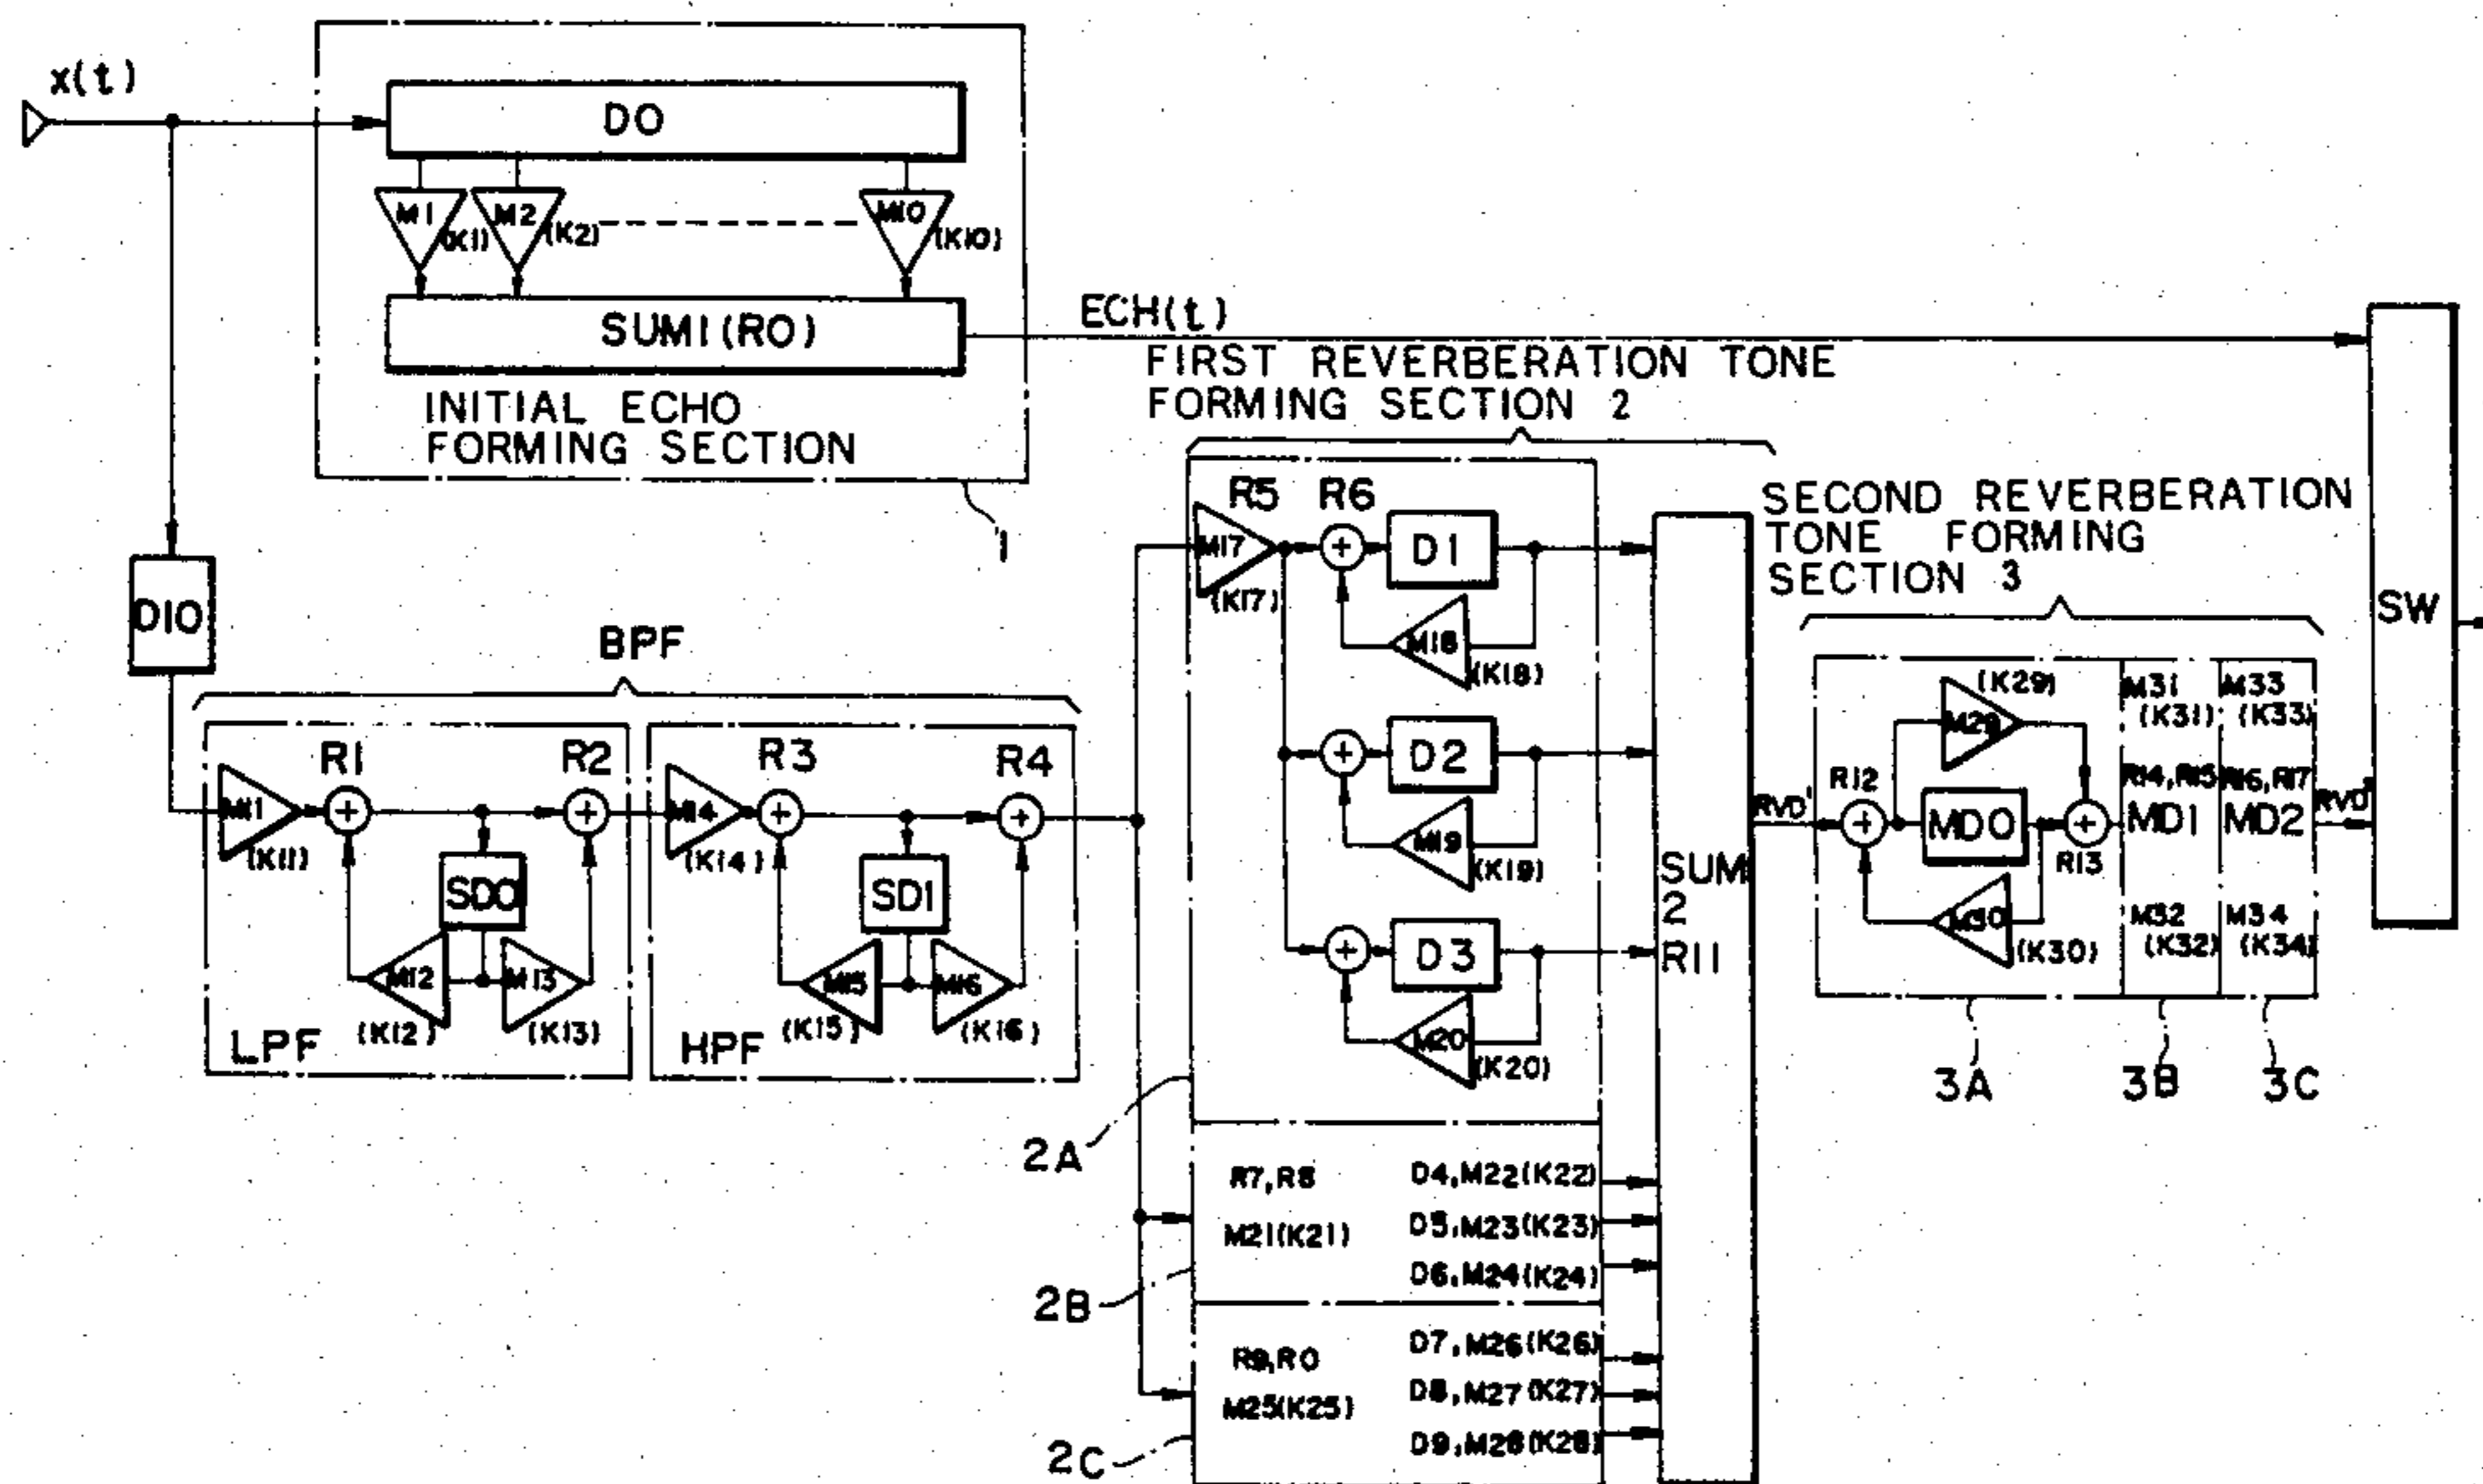 x(t)
DO
M1
(K1)
M2
(K2)
M10
(K10)
SUM1(RO)
ECH(t)
INITIAL ECHO
FORMING SECTION
1
FIRST REVERBERATION TONE
FORMING SECTION 2
SECOND REVERBERATION
TONE FORMING
SECTION 3
SW
D10
BPF
M11
(K11)
R1
R2
SD0
M12
(K12)
M13
(K13)
LPF
M14
(K14)
R3
R4
SD1
M15
(K15)
M16
(K16)
HPF
R5
R6
M17
(K17)
D1
M18
(K18)
D2
M19
(K19)
D3
M20
(K20)
2A
R7,R8
M21(K21)
D4,M22(K22)
D5,M23(K23)
D6,M24(K24)
2B
R9,R0
M25(K25)
D7,M26(K26)
D8,M27(K27)
D9,M28(K28)
2C
SUM
2
R11
RVD'
R12
M29
(K29)
MD0
R13
M30
(K30)
M31
(K31)
R14,R15
MD1
M32
(K32)
M33
(K33)
R16,R17
MD2
M34
(K34)
RVD
3A
3B
3C